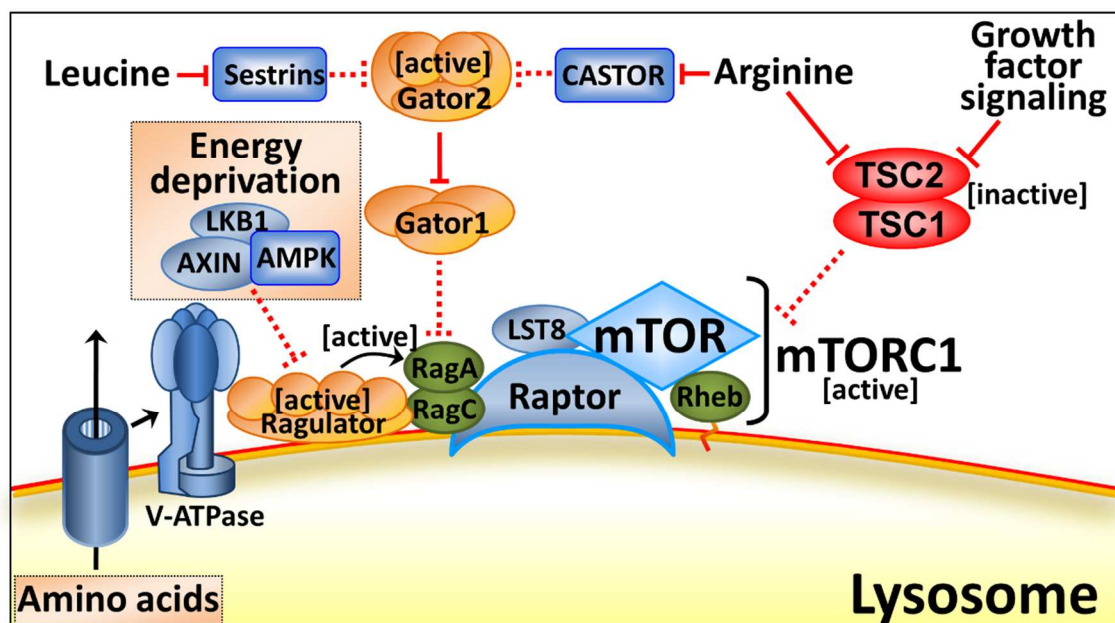 Leucine
Sestrins
[active]
Gator2
CASTOR
Arginine
Growth
factor
signaling
Energy
deprivation
LKB1
AXIN
AMPK
Gator1
TSC2
TSC1
[inactive]
[active]
RagA
RagC
[active]
Ragulator
LST8
mTOR
Raptor
Rheb
mTORC1
[active]
V-ATPase
Amino acids
Lysosome